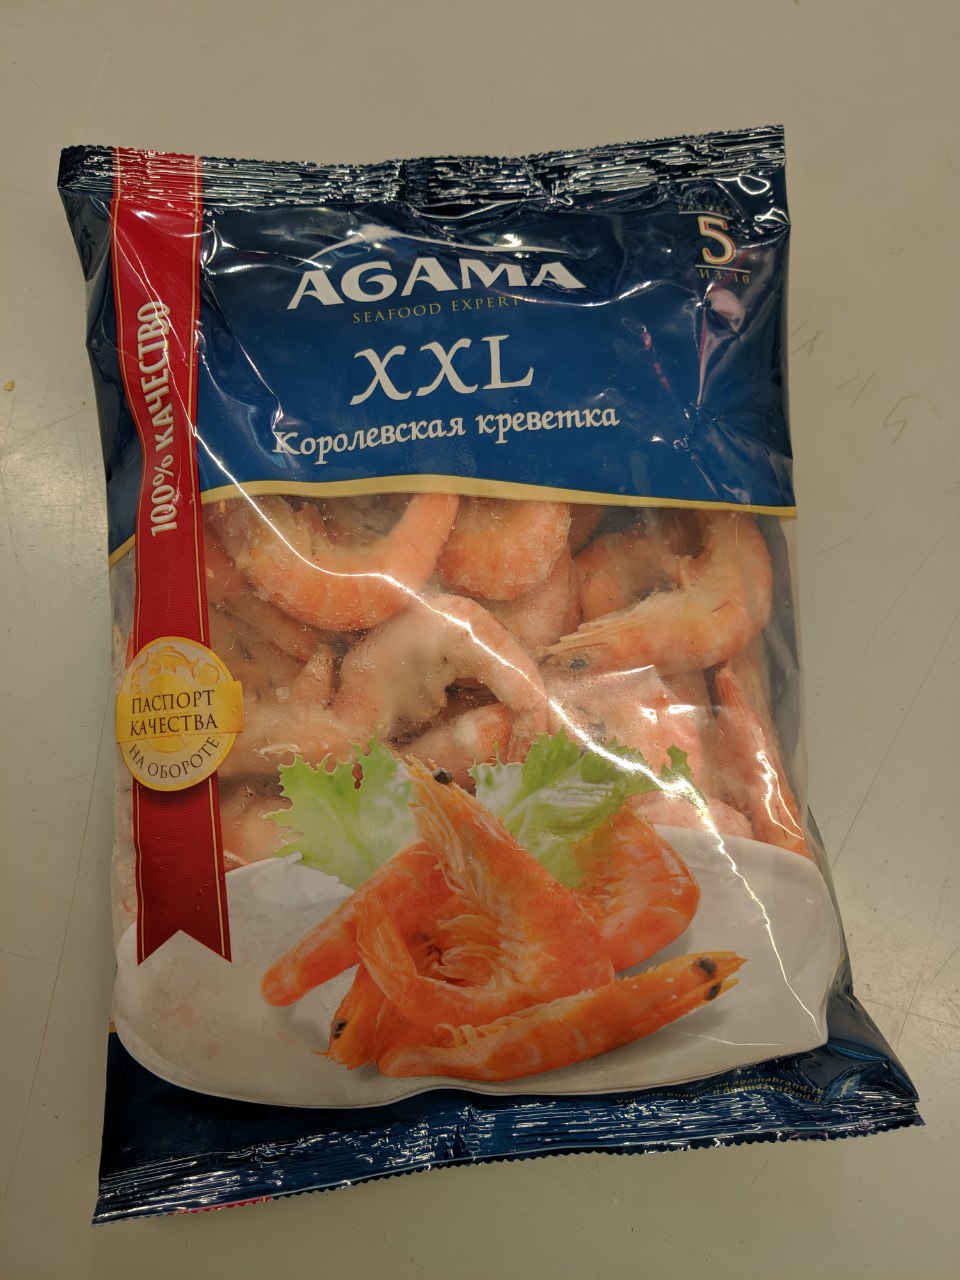 5
ИЗ 10
AGAMA
SEAFOOD EXPERT
XXL
Королевская креветка
100% КАЧЕСТВО
ПАСПОРТ
КАЧЕСТВА
НА ОБОРОТЕ